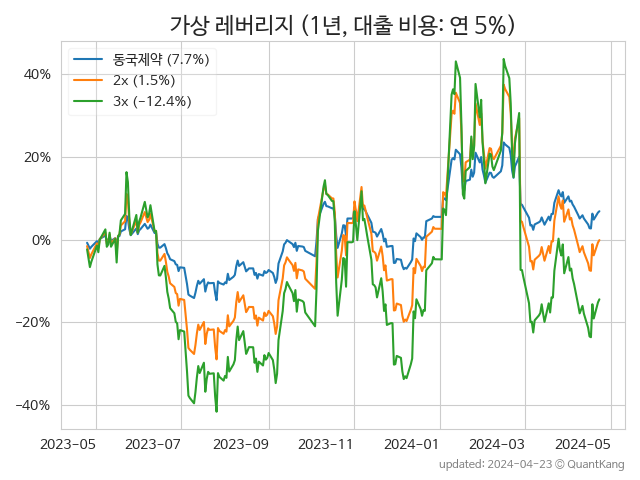 가상 레버리지 (1년, 대출 비용: 연 5%)
동국제약 (7.7%)
2x (1.5%)
3x (−12.4%)
40%
20%
0%
−20%
−40%
2023−05 2023−07 2023−09 2023−11 2024−01 2024−03 2024−05
updated: 2024-04-23 ⓒ QuantKang